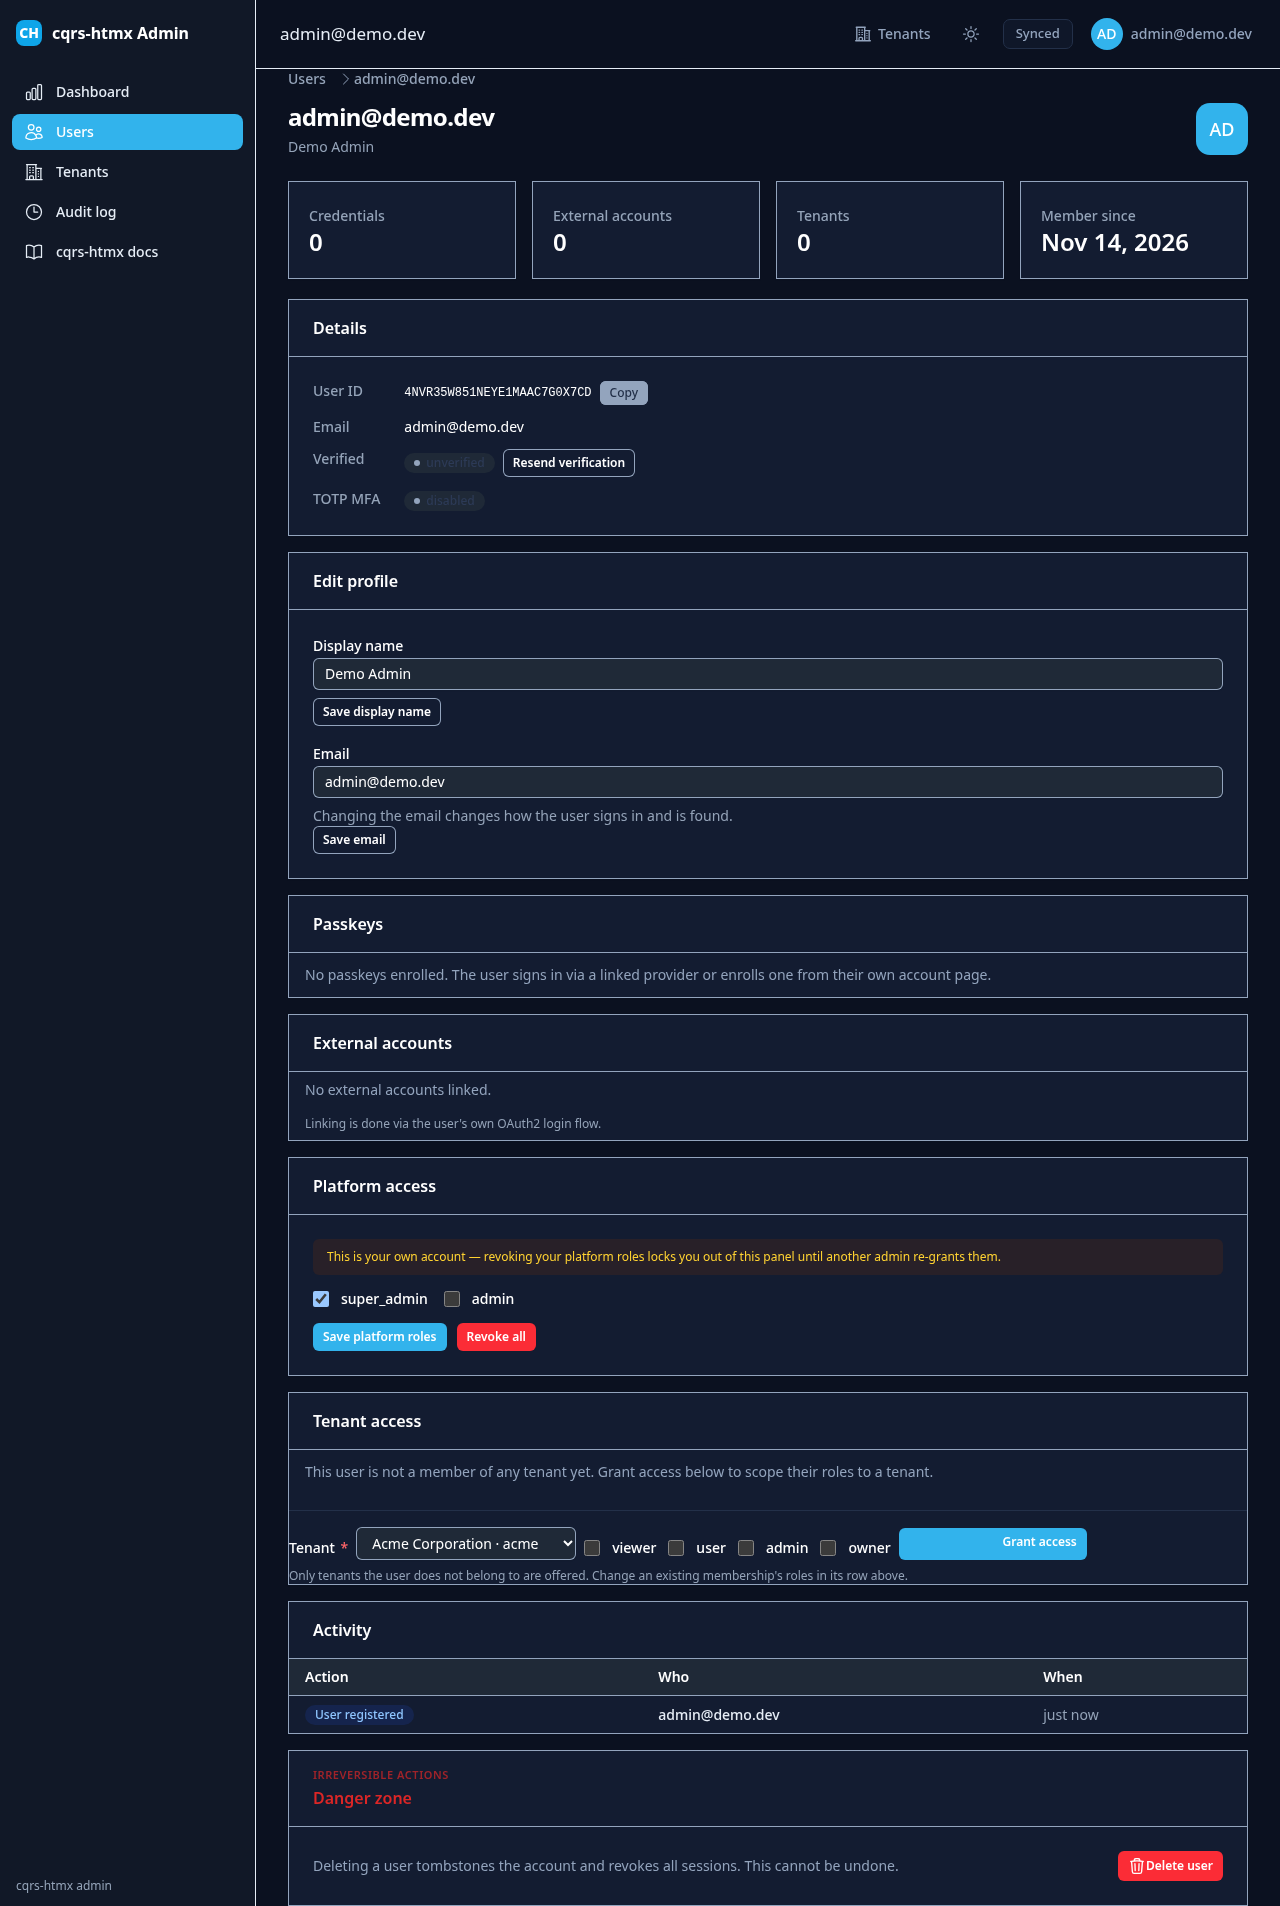 CH cqrs-htmx Admin
Dashboard
Users
Tenants
Audit log
cqrs-htmx docs
cqrs-htmx admin
admin@demo.dev
Tenants
Synced
AD admin@demo.dev
Users
admin@demo.dev
admin@demo.dev
Demo Admin
AD
Credentials
0
External accounts
0
Tenants
0
Member since
Nov 14, 2026
Details
User ID 4NVR35W851NEYE1MAAC7G0X7CD Copy
Email admin@demo.dev
Verified unverified Resend verification
TOTP MFA disabled
Edit profile
Display name
Demo Admin
Save display name
Email
admin@demo.dev
Changing the email changes how the user signs in and is found.
Save email
Passkeys
No passkeys enrolled. The user signs in via a linked provider or enrolls one from their own account page.
External accounts
No external accounts linked.
Linking is done via the user's own OAuth2 login flow.
Platform access
This is your own account — revoking your platform roles locks you out of this panel until another admin re-grants them.
super_admin admin
Save platform roles Revoke all
Tenant access
This user is not a member of any tenant yet. Grant access below to scope their roles to a tenant.
Tenant * Acme Corporation · acme viewer user admin owner Grant access
Only tenants the user does not belong to are offered. Change an existing membership's roles in its row above.
Activity
Action Who When
User registered admin@demo.dev just now
IRREVERSIBLE ACTIONS
Danger zone
Deleting a user tombstones the account and revokes all sessions. This cannot be undone. Delete user